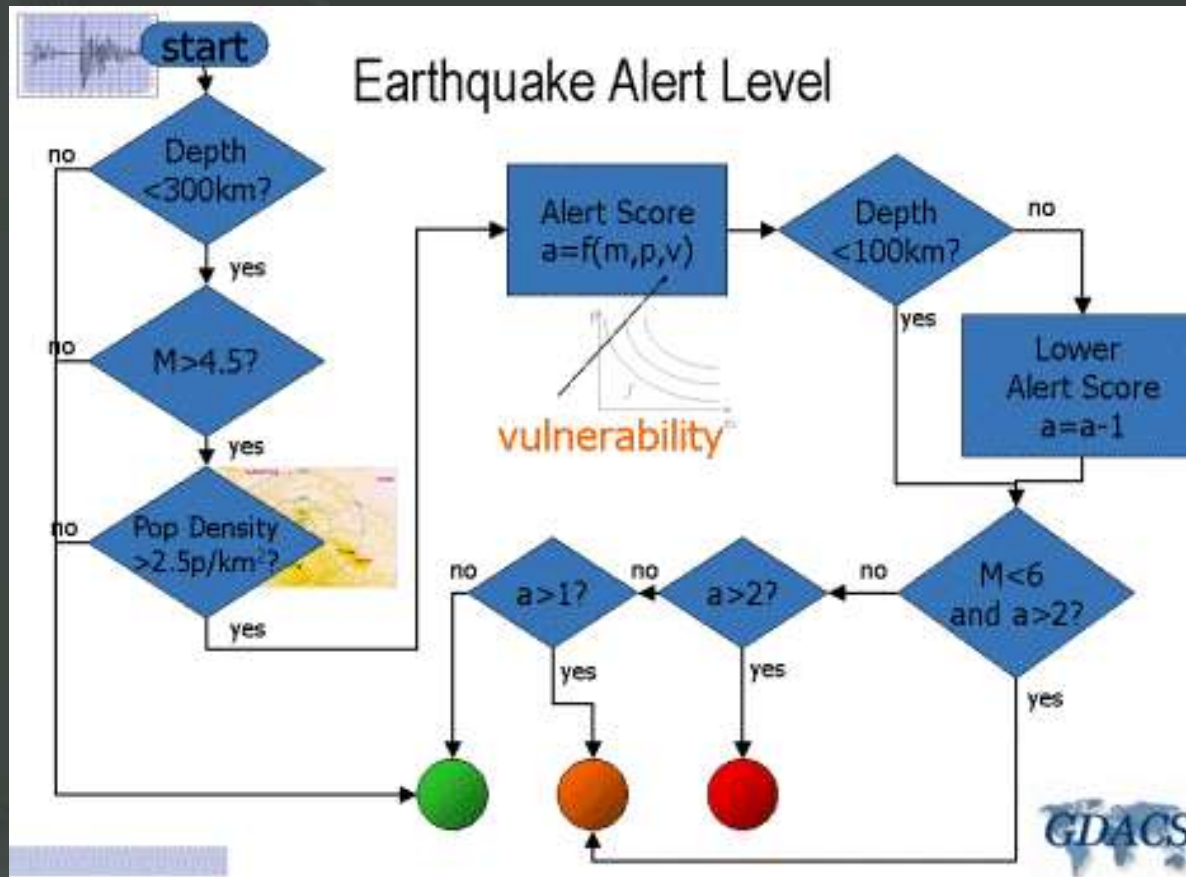 start
Earthquake Alert Level
Depth
<300km?
no
yes
M>4.5?
no
yes
Pop Density
>2.5p/km²?
no
yes
Alert Score
a=f(m,p,v)
vulnerability
Depth
<100km?
no
yes
Lower
Alert Score
a=a-1
M<6
and a>2?
no
yes
a>2?
no
yes
a>1?
no
yes
GDACS